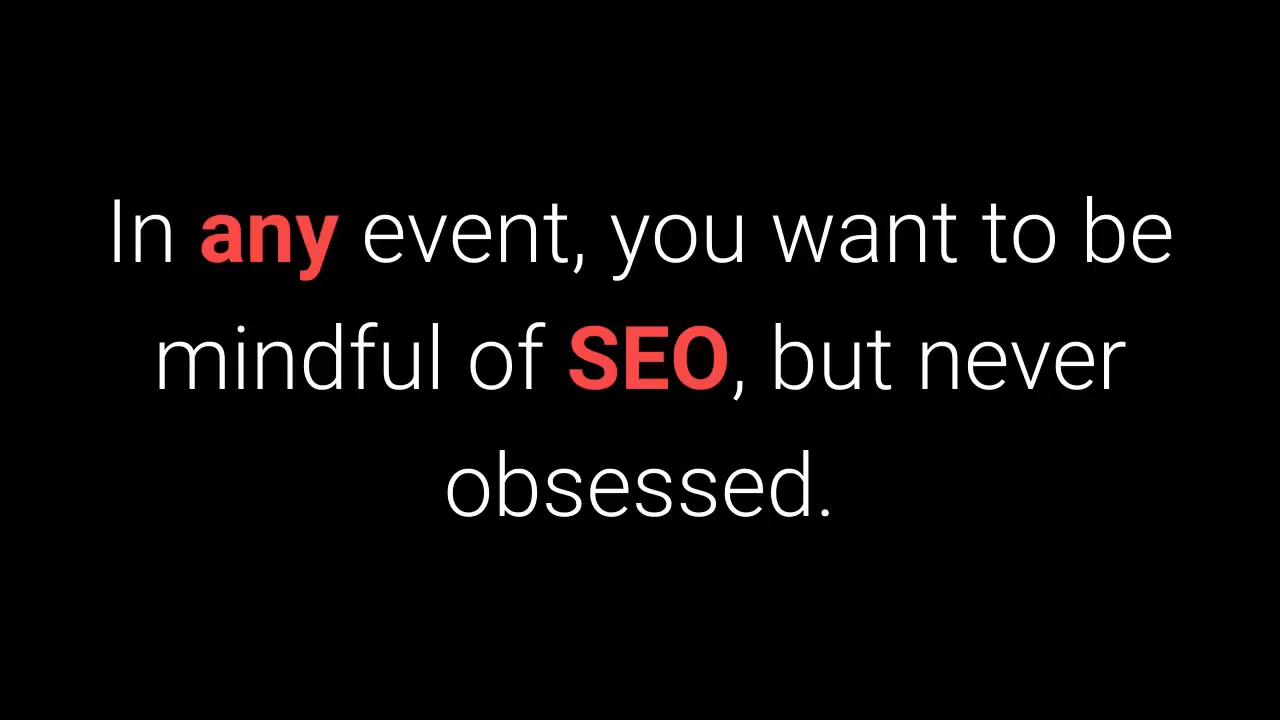 In any event, you want to be
mindful of SEO, but never
obsessed.